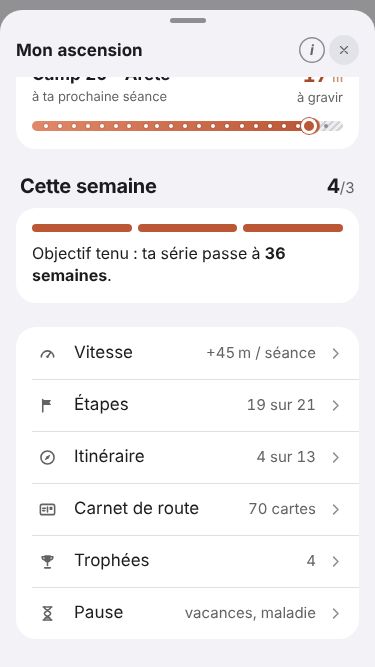 Mon ascension
à ta prochaine séance
à gravir
Cette semaine
4/3
Objectif tenu : ta série passe à 36
semaines.
Vitesse
+45 m / séance
Étapes
19 sur 21
Itinéraire
4 sur 13
Carnet de route
70 cartes
Trophées
4
Pause
vacances, maladie